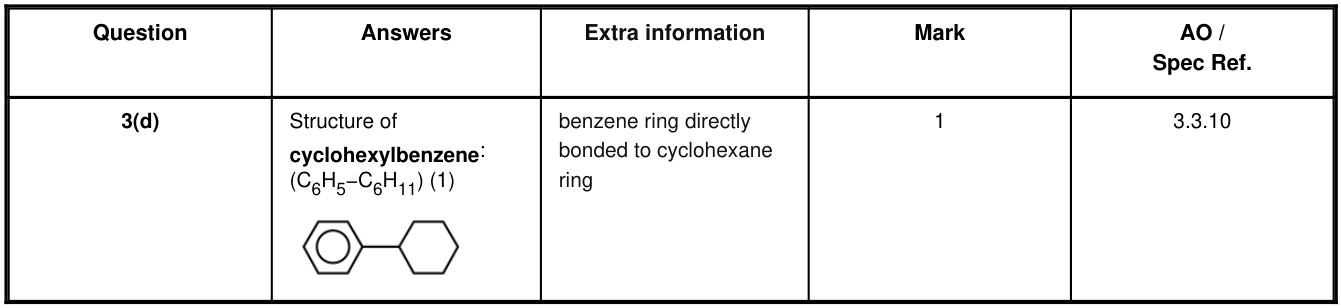 Question Answers Extra information Mark AO /
Spec Ref.
3(d) Structure of benzene ring directly 1 3.3.10
cyclohexylbenzene: bonded to cyclohexane
(C₆H₅–C₆H₁₁) (1) ring